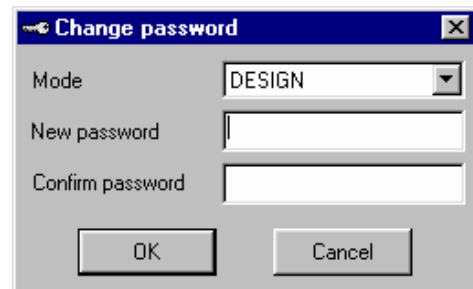 Change password
Mode DESIGN
New password
Confirm password
OK Cancel